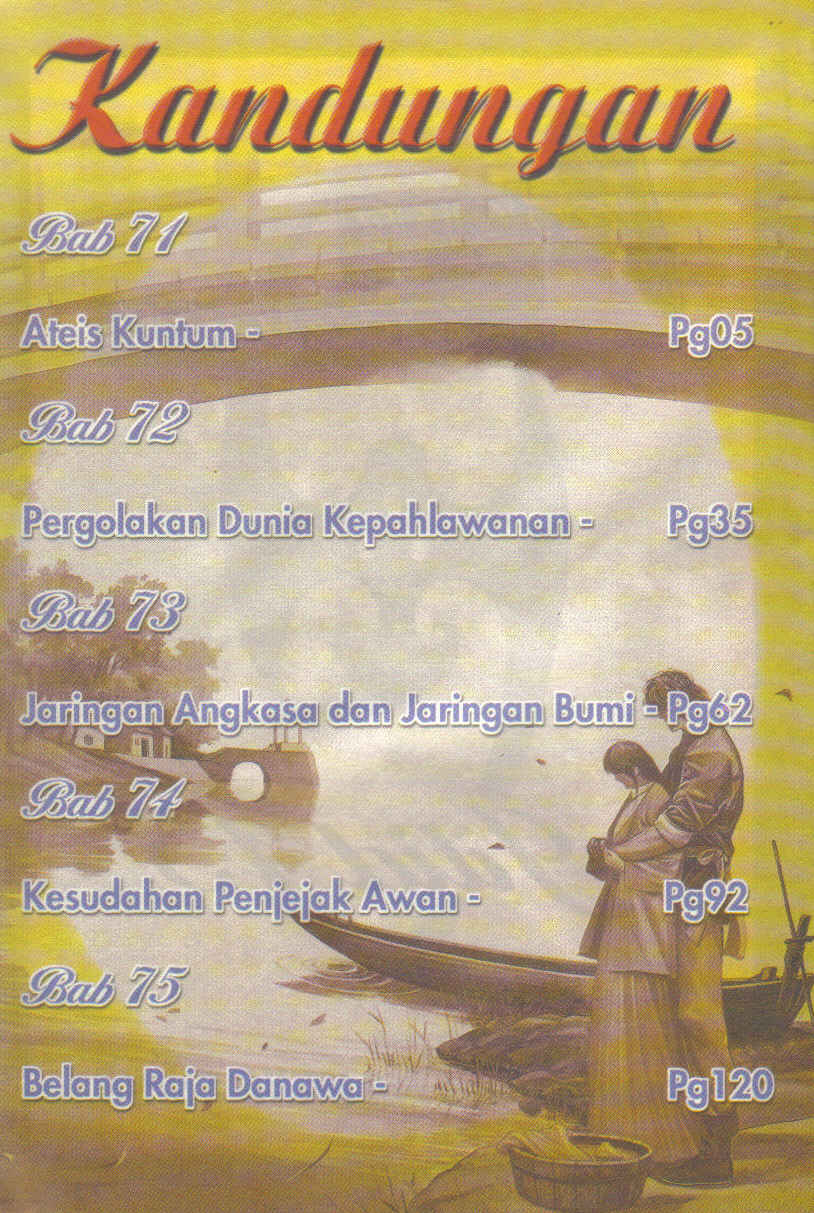 Kandungan
Bab 71
Ateis Kuntum - Pg05
Bab 72
Pergolakan Dunia Kepahlawanan - Pg35
Bab 73
Jaringan Angkasa dan Jaringan Bumi - Pg62
Bab 74
Kesudahan Penjejak Awan - Pg92
Bab 75
Belang Raja Danawa - Pg120